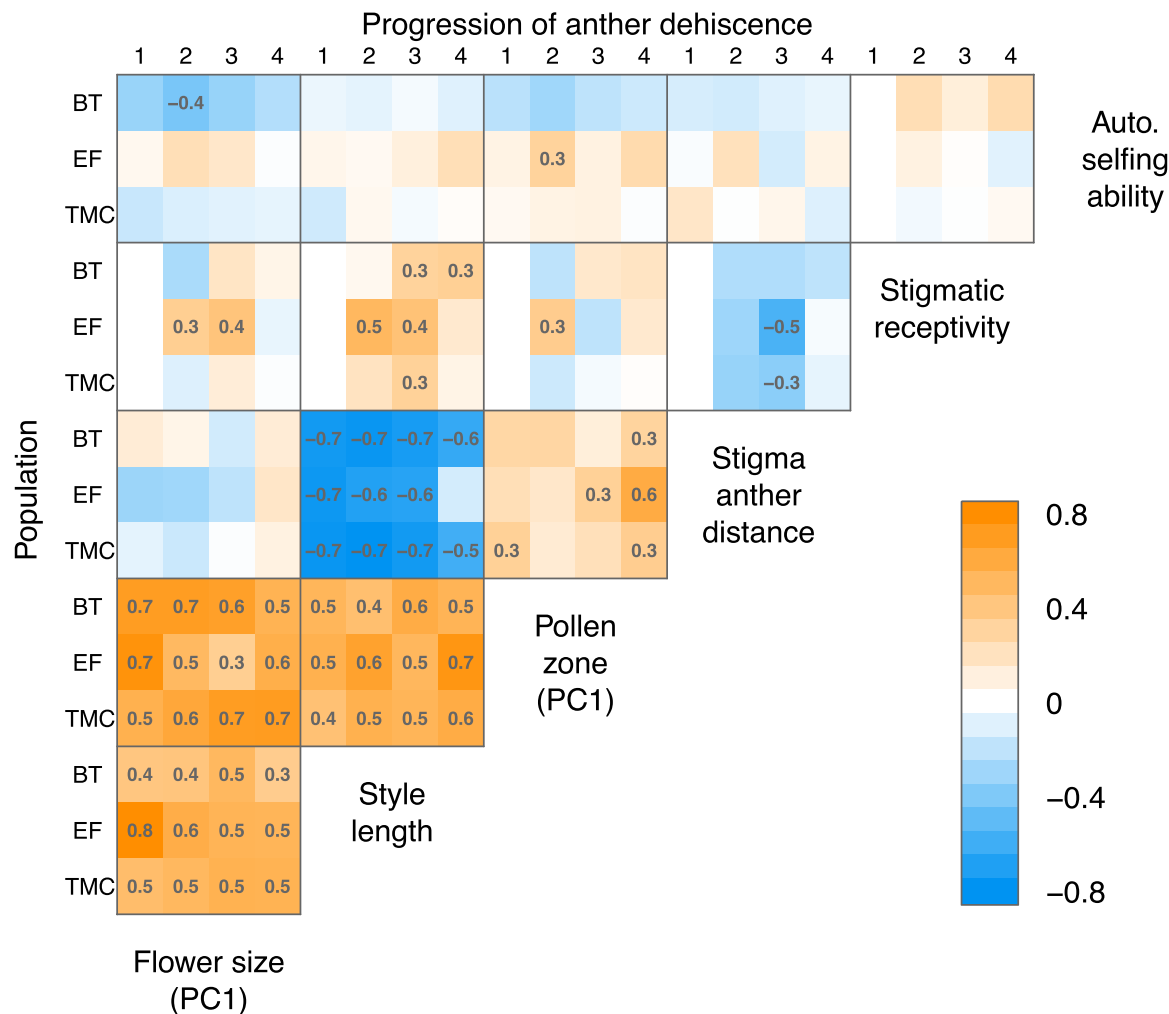 Progression of anther dehiscence
1 2 3 4 1 2 3 4 1 2 3 4 1 2 3 4 1 2 3 4
BT −0.4
EF 0.3
TMC
Auto.
selfing
ability
BT 0.3 0.3
EF 0.3 0.4 0.5 0.4 0.3 −0.5
TMC 0.3 −0.3
Stigmatic
receptivity
Population
BT −0.7 −0.7 −0.7 −0.6 0.3
EF −0.7 −0.6 −0.6 0.3 0.6
TMC −0.7 −0.7 −0.7 −0.5 0.3 0.3
Stigma
anther
distance
BT 0.7 0.7 0.6 0.5 0.5 0.4 0.6 0.5
EF 0.7 0.5 0.3 0.6 0.5 0.6 0.5 0.7
TMC 0.5 0.6 0.7 0.7 0.4 0.5 0.5 0.6
Pollen
zone
(PC1)
BT 0.4 0.4 0.5 0.3
EF 0.8 0.6 0.5 0.5
TMC 0.5 0.5 0.5 0.5
Style
length
Flower size
(PC1)
0.8
0.4
0
−0.4
−0.8